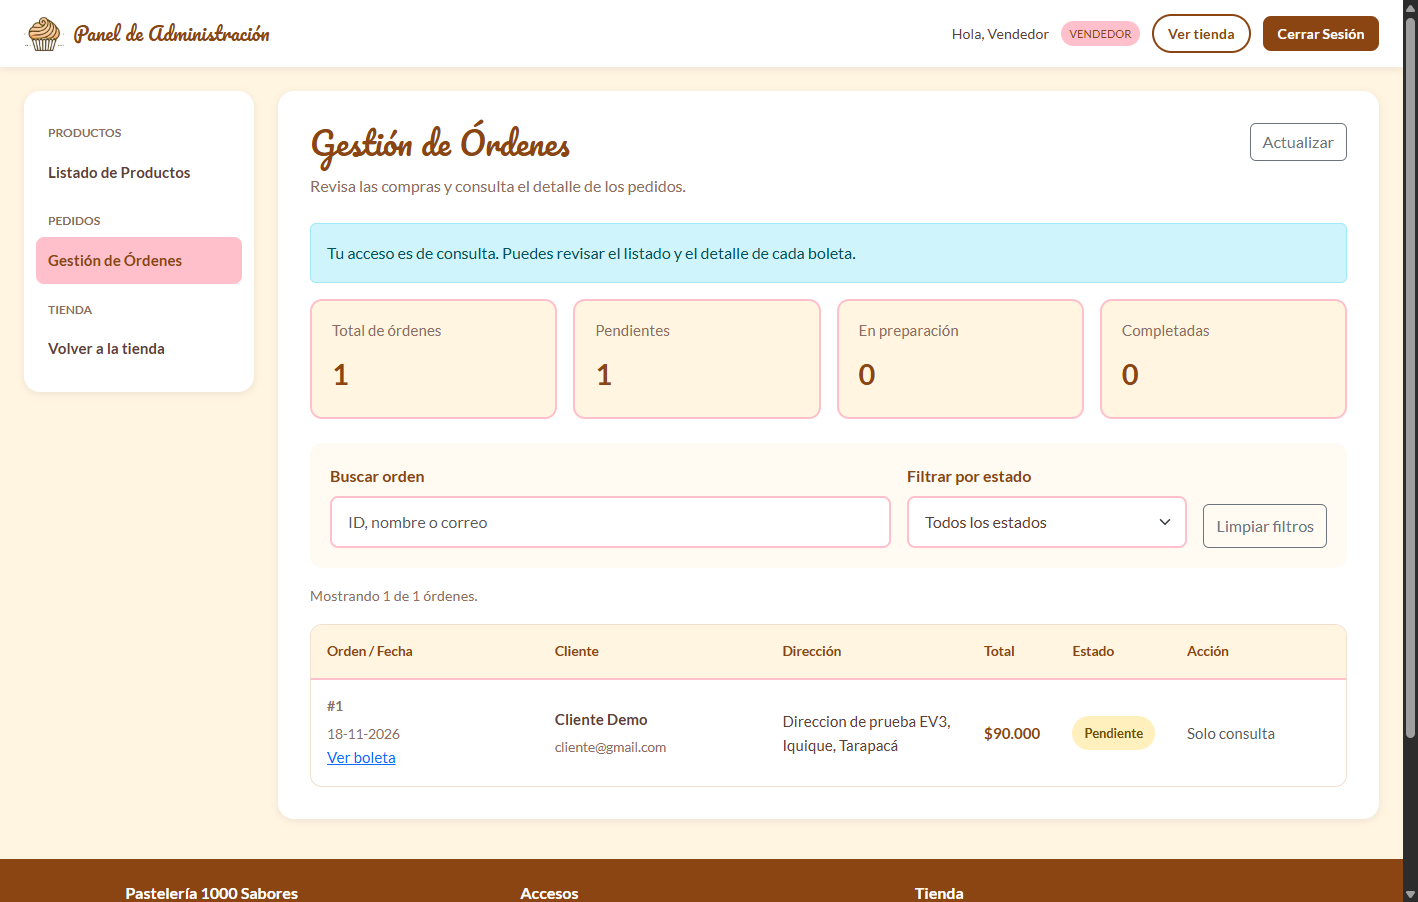 Panel de Administración
Hola, Vendedor
VENDEDOR
Ver tienda
Cerrar Sesión
PRODUCTOS
Listado de Productos
PEDIDOS
Gestión de Órdenes
TIENDA
Volver a la tienda
Gestión de Órdenes
Actualizar
Revisa las compras y consulta el detalle de los pedidos.
Tu acceso es de consulta. Puedes revisar el listado y el detalle de cada boleta.
Total de órdenes
1
Pendientes
1
En preparación
0
Completadas
0
Buscar orden
ID, nombre o correo
Filtrar por estado
Todos los estados
Limpiar filtros
Mostrando 1 de 1 órdenes.
Orden / Fecha Cliente Dirección Total Estado Acción
#1
18-11-2026
Ver boleta
Cliente Demo
cliente@gmail.com
Direccion de prueba EV3,
Iquique, Tarapacá
$90.000
Pendiente
Solo consulta
Pastelería 1000 Sabores
Accesos
Tienda